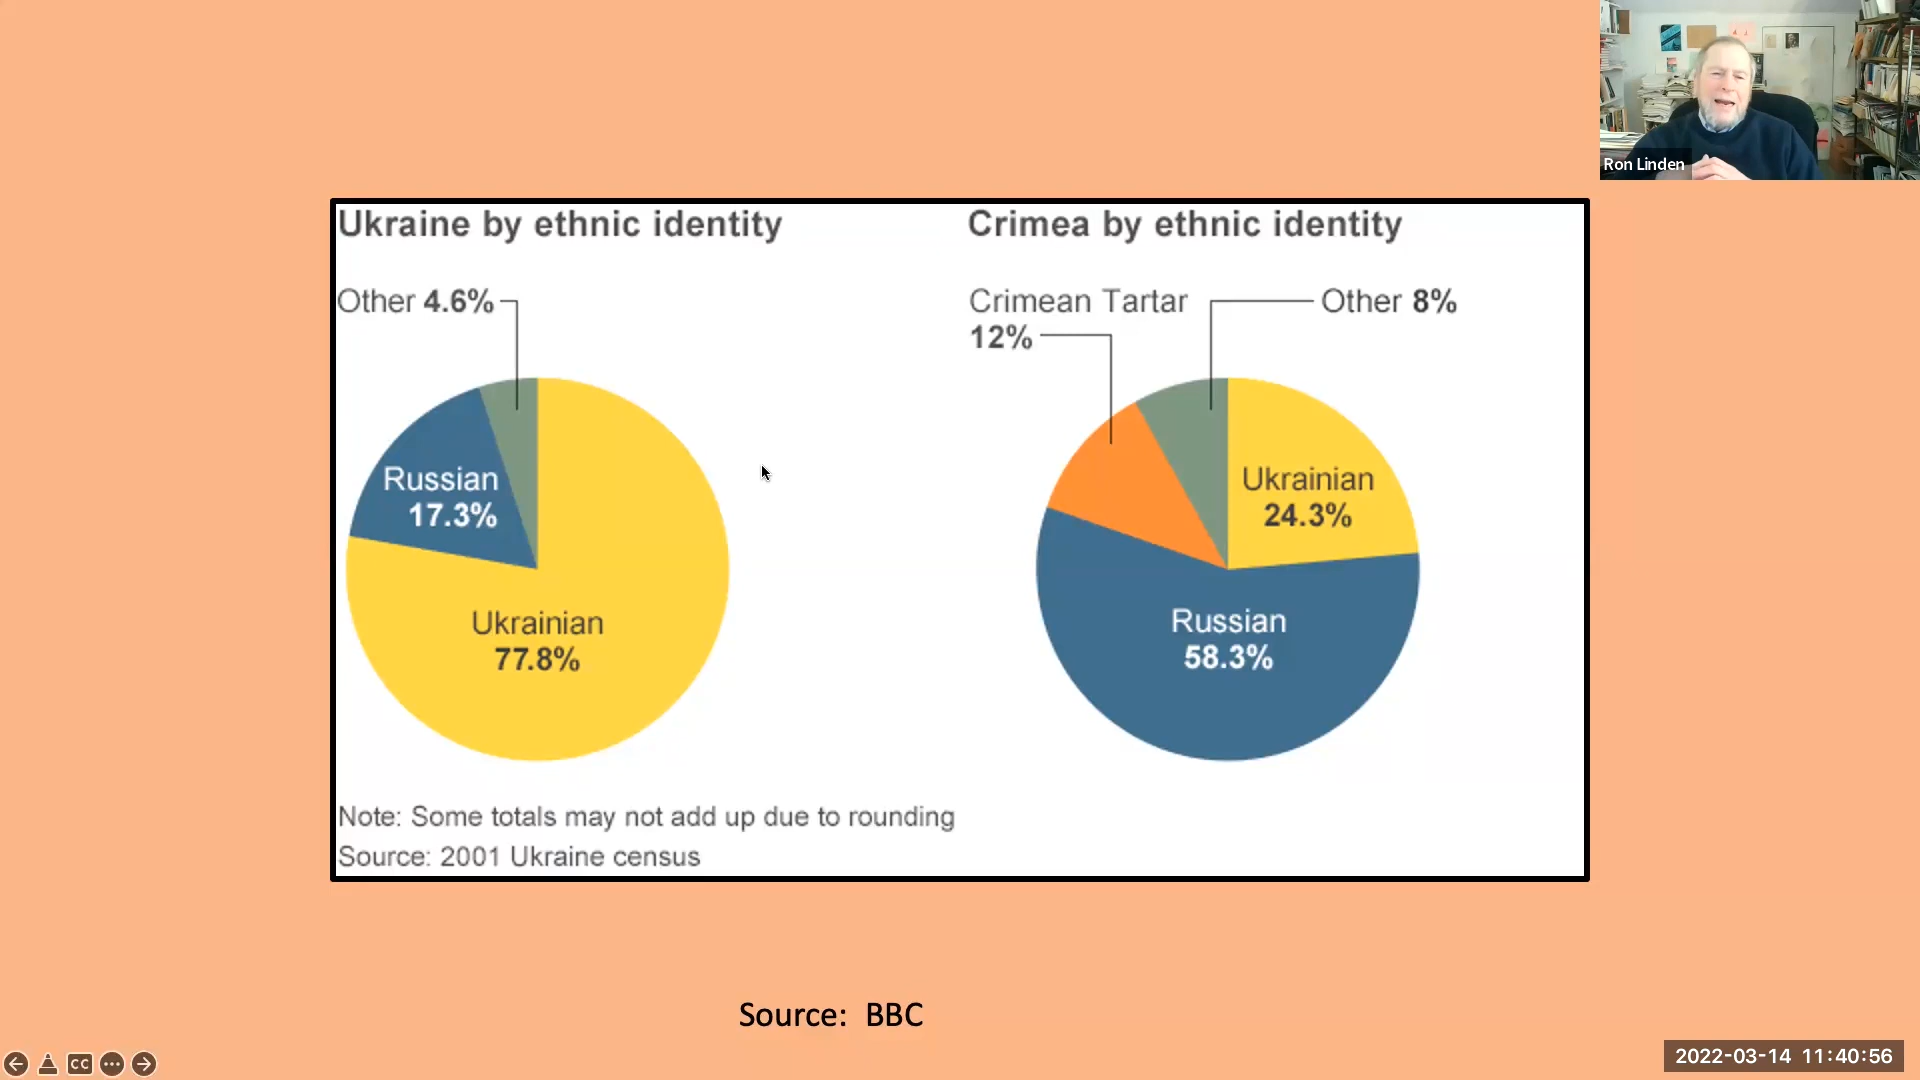 Ron Linden
Ukraine by ethnic identity
Other 4.6%
Russian
17.3%
Ukrainian
77.8%
Crimea by ethnic identity
Crimean Tartar
12%
Other 8%
Ukrainian
24.3%
Russian
58.3%
Note: Some totals may not add up due to rounding
Source: 2001 Ukraine census
Source: BBC
CC
2022-03-14 11:40:56